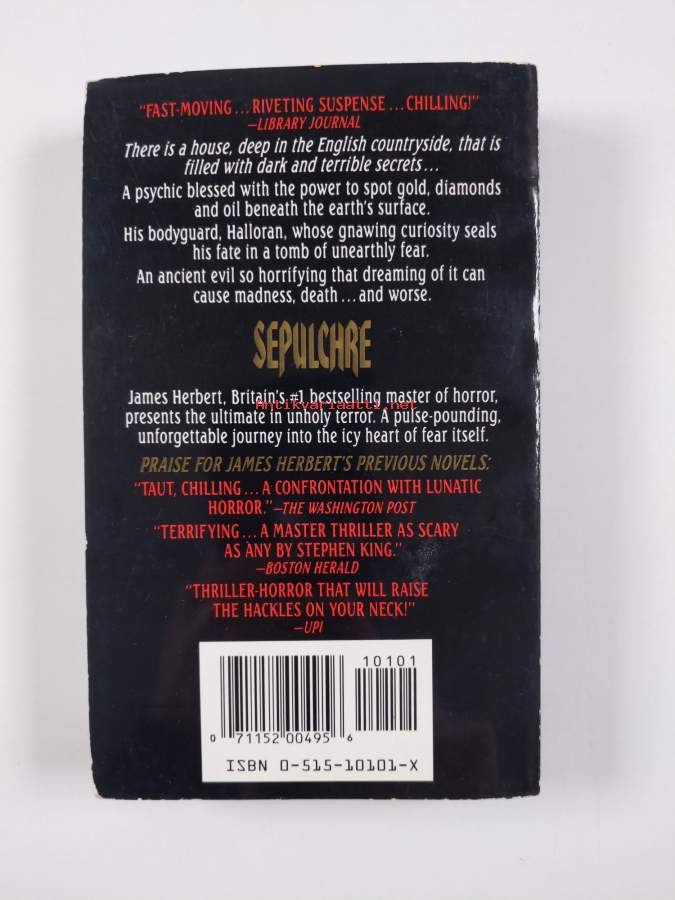 "FAST-MOVING...RIVETING SUSPENSE...CHILLING!"
—LIBRARY JOURNAL
There is a house, deep in the English countryside, that is
filled with dark and terrible secrets...
A psychic blessed with the power to spot gold, diamonds
and oil beneath the earth's surface.
His bodyguard, Halloran, whose gnawing curiosity seals
his fate in a tomb of unearthly fear.
An ancient evil so horrifying that dreaming of it can
cause madness, death...and worse.
SEPULCHRE
James Herbert, Britain's #1 bestselling master of horror,
Antikvariaatti.net
presents the ultimate in unholy terror. A pulse-pounding,
unforgettable journey into the icy heart of fear itself.
PRAISE FOR JAMES HERBERT'S PREVIOUS NOVELS:
"TAUT, CHILLING...A CONFRONTATION WITH LUNATIC
HORROR."—THE WASHINGTON POST
"TERRIFYING...A MASTER THRILLER AS SCARY
AS ANY BY STEPHEN KING."
—BOSTON HERALD
"THRILLER-HORROR THAT WILL RAISE
THE HACKLES ON YOUR NECK!"
—UPI
10101
0 71152 00495 6
ISBN 0-515-10101-X